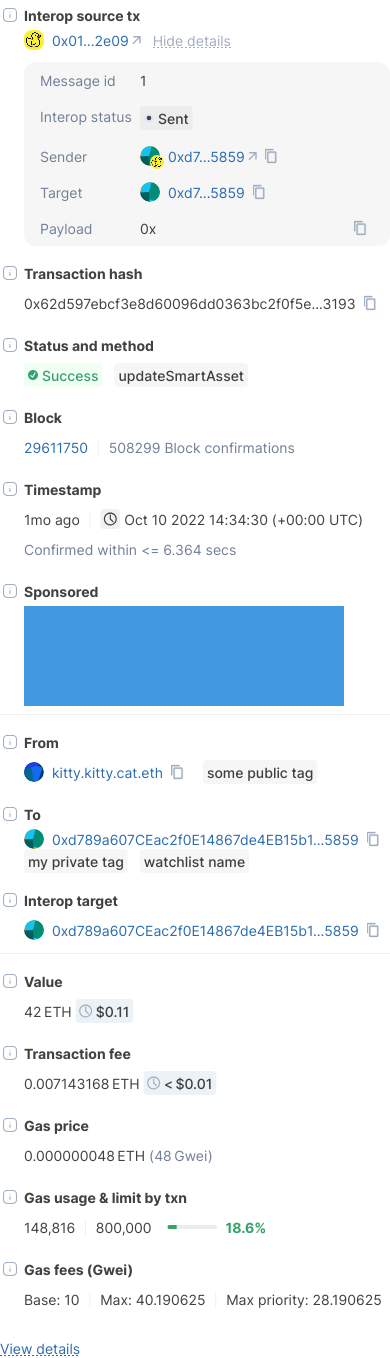 Interop source tx
0x01...2e09 Hide details
Message id 1
Interop status Sent
Sender 0xd7...5859
Target 0xd7...5859
Payload 0x
Transaction hash
0x62d597ebcf3e8d60096dd0363bc2f0f5e...3193
Status and method
Success updateSmartAsset
Block
29611750 508299 Block confirmations
Timestamp
1mo ago Oct 10 2022 14:34:30 (+00:00 UTC)
Confirmed within <= 6.364 secs
Sponsored
From
kitty.kitty.cat.eth some public tag
To
0xd789a607CEac2f0E14867de4EB15b1...5859
my private tag watchlist name
Interop target
0xd789a607CEac2f0E14867de4EB15b1...5859
Value
42 ETH $0.11
Transaction fee
0.007143168 ETH < $0.01
Gas price
0.000000048 ETH (48 Gwei)
Gas usage & limit by txn
148,816 800,000 18.6%
Gas fees (Gwei)
Base: 10 Max: 40.190625 Max priority: 28.190625
View details